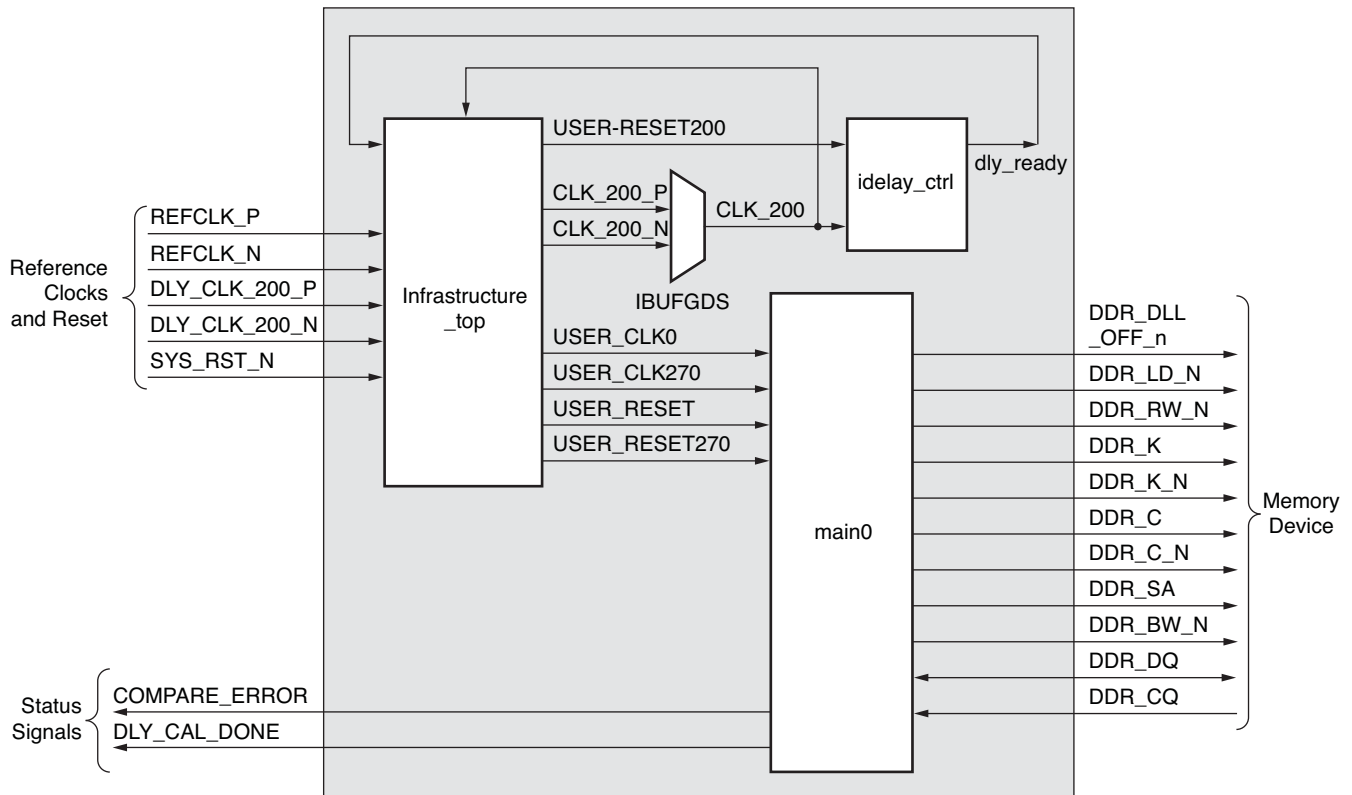 USER-RESET200
dly_ready
idelay_ctrl
CLK_200_P
CLK_200
CLK_200_N
IBUFGDS
REFCLK_P
REFCLK_N
DLY_CLK_200_P
DLY_CLK_200_N
SYS_RST_N
Reference
Clocks
and Reset
Infrastructure
_top
USER_CLK0
USER_CLK270
USER_RESET
USER_RESET270
main0
DDR_DLL
_OFF_n
DDR_LD_N
DDR_RW_N
DDR_K
DDR_K_N
DDR_C
DDR_C_N
DDR_SA
DDR_BW_N
DDR_DQ
DDR_CQ
Memory
Device
Status
Signals
COMPARE_ERROR
DLY_CAL_DONE